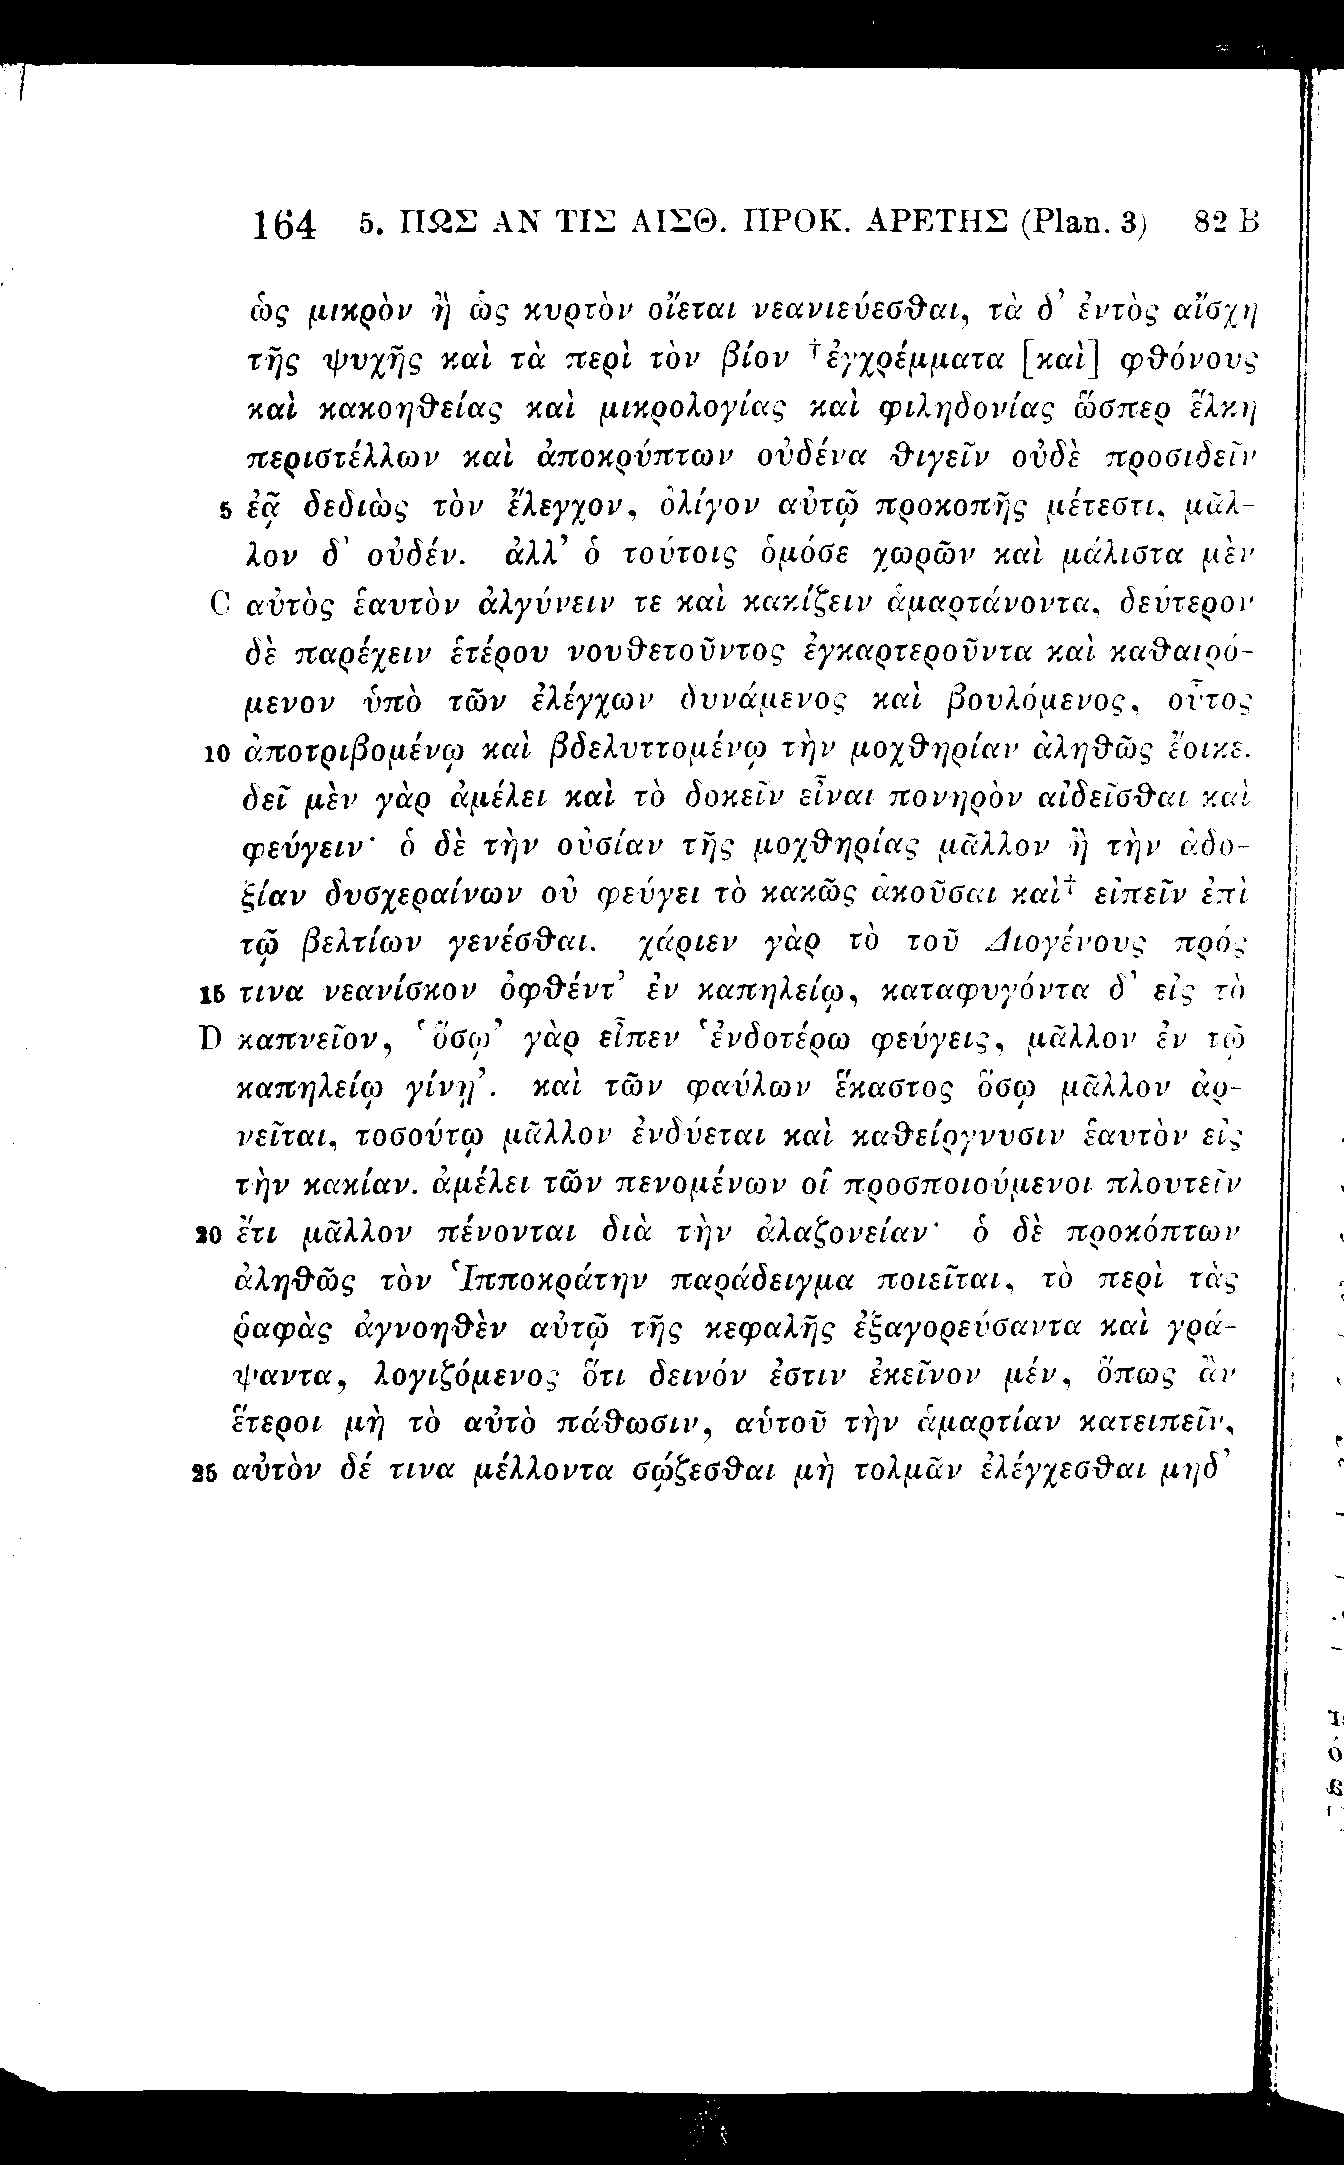 164 5. ΠΩΣ ΑΝ ΤΙΣ ΑΙΣΘ. ΠΡΟΚ. ΑΡΕΤΗΣ (Plan. 3) 82 B
ὡς μικρὸν ἢ ὡς κυρτὸν οἴεται νεανιεύεσθαι, τὰ δ’ ἐντὸς αἴσχη
τῆς ψυχῆς καὶ τὰ περὶ τὸν βίον †ἐγχρέμματα [καὶ] φθόνους
καὶ κακοηθείας καὶ μικρολογίας καὶ φιληδονίας ὥσπερ ἕλκη
περιστέλλων καὶ ἀποκρύπτων οὐδένα θιγεῖν οὐδὲ προσιδεῖν
5 ἐᾷ δεδιὼς τὸν ἔλεγχον, ὀλίγον αὐτῷ προκοπῆς μέτεστι, μᾶλ-
λον δ’ οὐδέν. ἀλλ’ ὁ τούτοις ὁμόσε χωρῶν καὶ μάλιστα μὲν
C αὐτὸς ἑαυτὸν ἀλγύνειν τε καὶ κακίζειν ἁμαρτάνοντα, δεύτερον
δὲ παρέχειν ἑτέρου νουθετοῦντος ἐγκαρτεροῦντα καὶ καθαιρό-
μενον ὑπὸ τῶν ἐλέγχων δυνάμενος καὶ βουλόμενος, οὗτος
10 ἀποτριβομένῳ καὶ βδελυττομένῳ τὴν μοχθηρίαν ἀληθῶς ἔοικε.
δεῖ μὲν γὰρ ἀμέλει καὶ τὸ δοκεῖν εἶναι πονηρὸν αἰδεῖσθαι καὶ
φεύγειν· ὁ δὲ τὴν οὐσίαν τῆς μοχθηρίας μᾶλλον ἢ τὴν ἀδο-
ξίαν δυσχεραίνων οὐ φεύγει τὸ κακῶς ἀκοῦσαι καὶ† εἰπεῖν ἐπὶ
τῷ βελτίων γενέσθαι. χάριεν γὰρ τὸ τοῦ Διογένους πρός
15 τινα νεανίσκον ὀφθέντ’ ἐν καπηλείῳ, καταφυγόντα δ’ εἰς τὸ
D καπνεῖον, ‘ὅσῳ’ γὰρ εἶπεν ‘ἐνδοτέρω φεύγεις, μᾶλλον ἐν τῷ
καπηλείῳ γίνῃ’. καὶ τῶν φαύλων ἕκαστος ὅσῳ μᾶλλον ἀρ-
νεῖται, τοσούτῳ μᾶλλον ἐνδύεται καὶ καθείργνυσιν ἑαυτὸν εἰς
τὴν κακίαν. ἀμέλει τῶν πενομένων οἱ προσποιούμενοι πλουτεῖν
20 ἔτι μᾶλλον πένονται διὰ τὴν ἀλαζονείαν· ὁ δὲ προκόπτων
ἀληθῶς τὸν Ἱπποκράτην παράδειγμα ποιεῖται, τὸ περὶ τὰς
ῥαφὰς ἀγνοηθὲν αὐτῷ τῆς κεφαλῆς ἐξαγορεύσαντα καὶ γρά-
ψαντα, λογιζόμενος ὅτι δεινόν ἐστιν ἐκεῖνον μέν, ὅπως ἂν
ἕτεροι μὴ τὸ αὐτὸ πάθωσιν, αὑτοῦ τὴν ἁμαρτίαν κατειπεῖν,
25 αὐτὸν δέ τινα μέλλοντα σῴζεσθαι μὴ τολμᾶν ἐλέγχεσθαι μηδ’